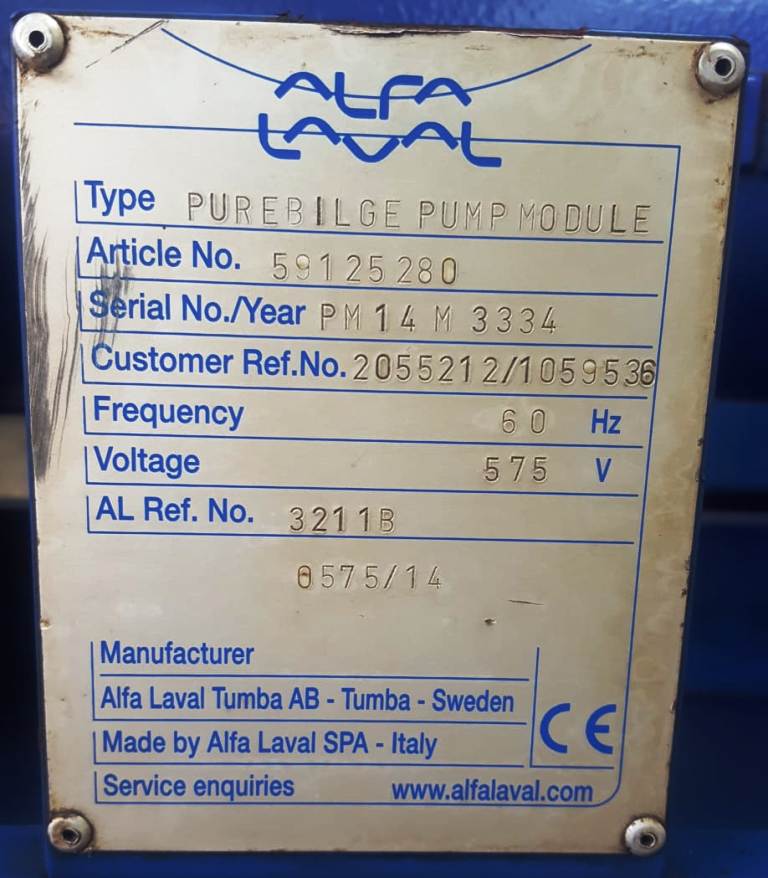 ALFA
LAVAL
Type PUREBILGE PUMP MODULE
Article No. 59125280
Serial No./Year PM14 M 3334
Customer Ref.No. 2055212/1059536
Frequency 60 Hz
Voltage 575 V
AL Ref. No. 3211B
0575/14
Manufacturer
Alfa Laval Tumba AB - Tumba - Sweden
Made by Alfa Laval SPA - Italy
CE
Service enquiries www.alfalaval.com